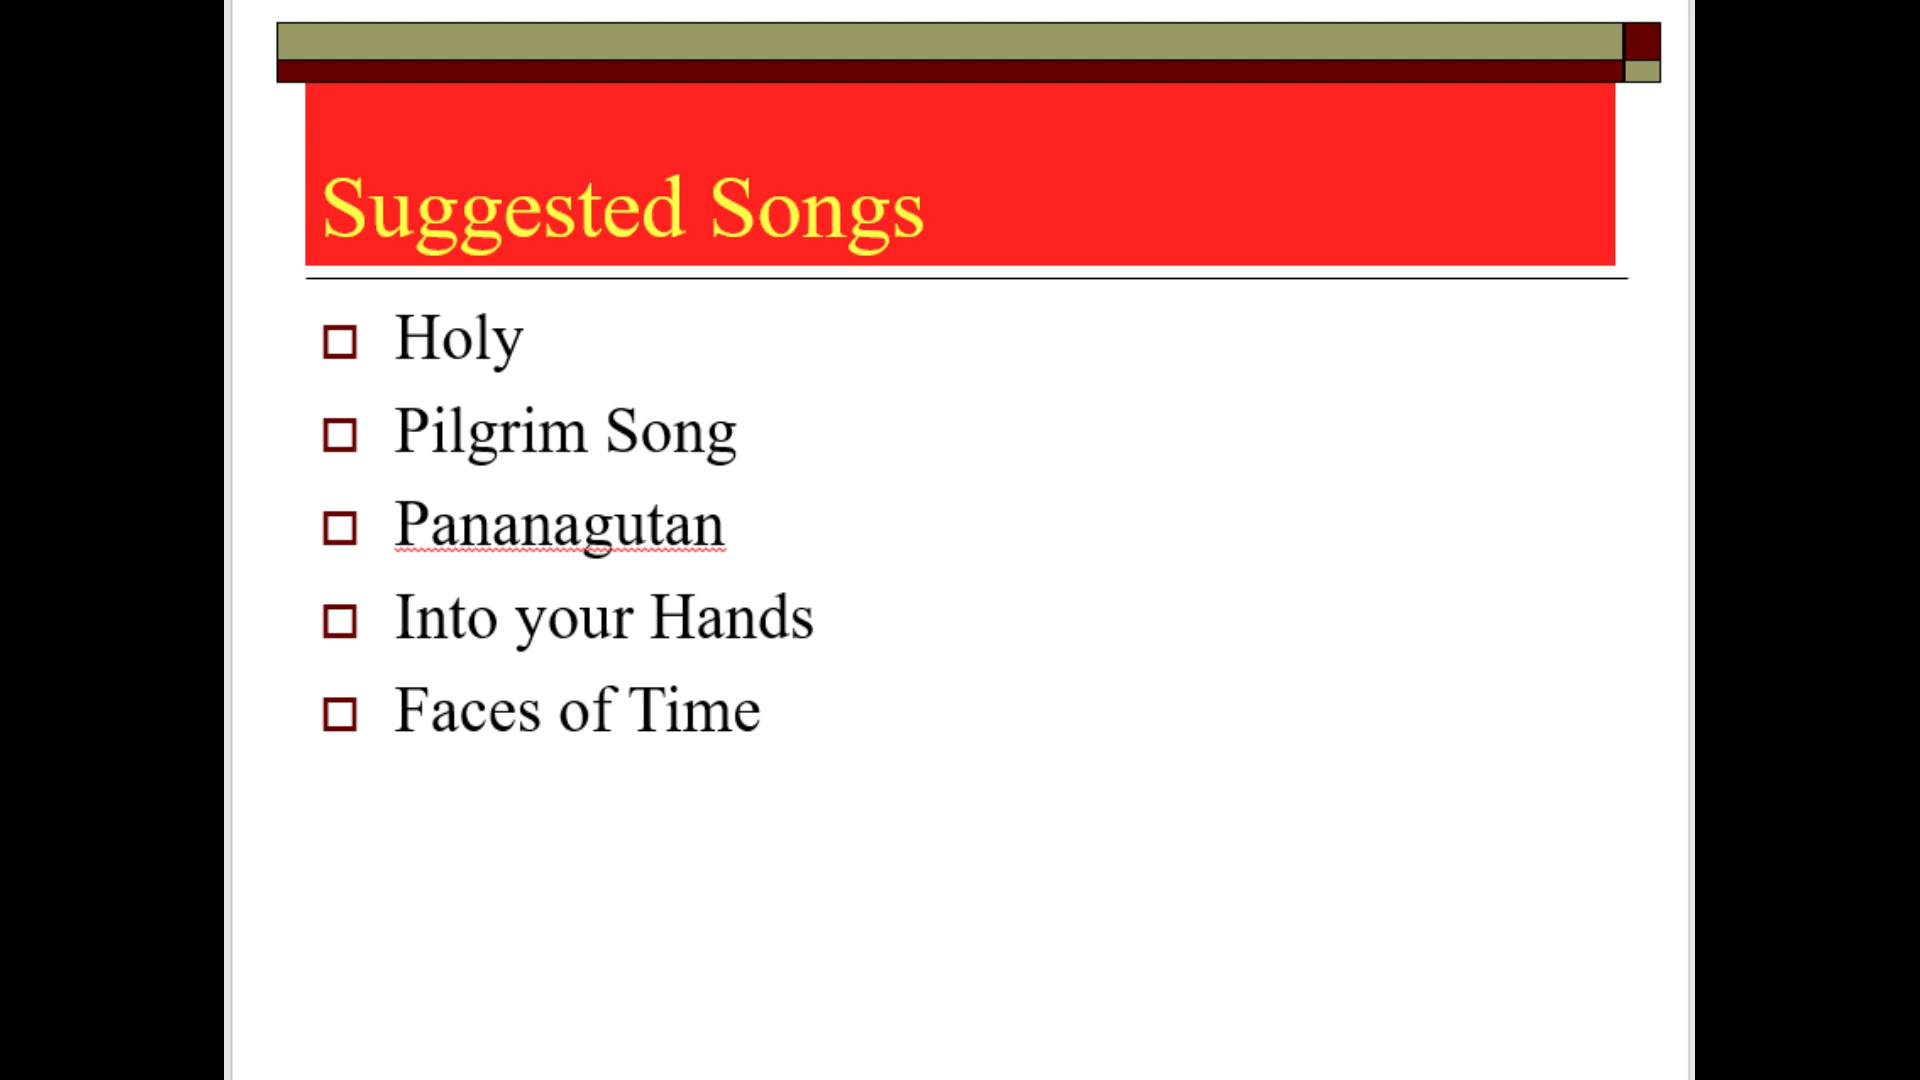 Suggested Songs
Holy
Pilgrim Song
Pananagutan
Into your Hands
Faces of Time